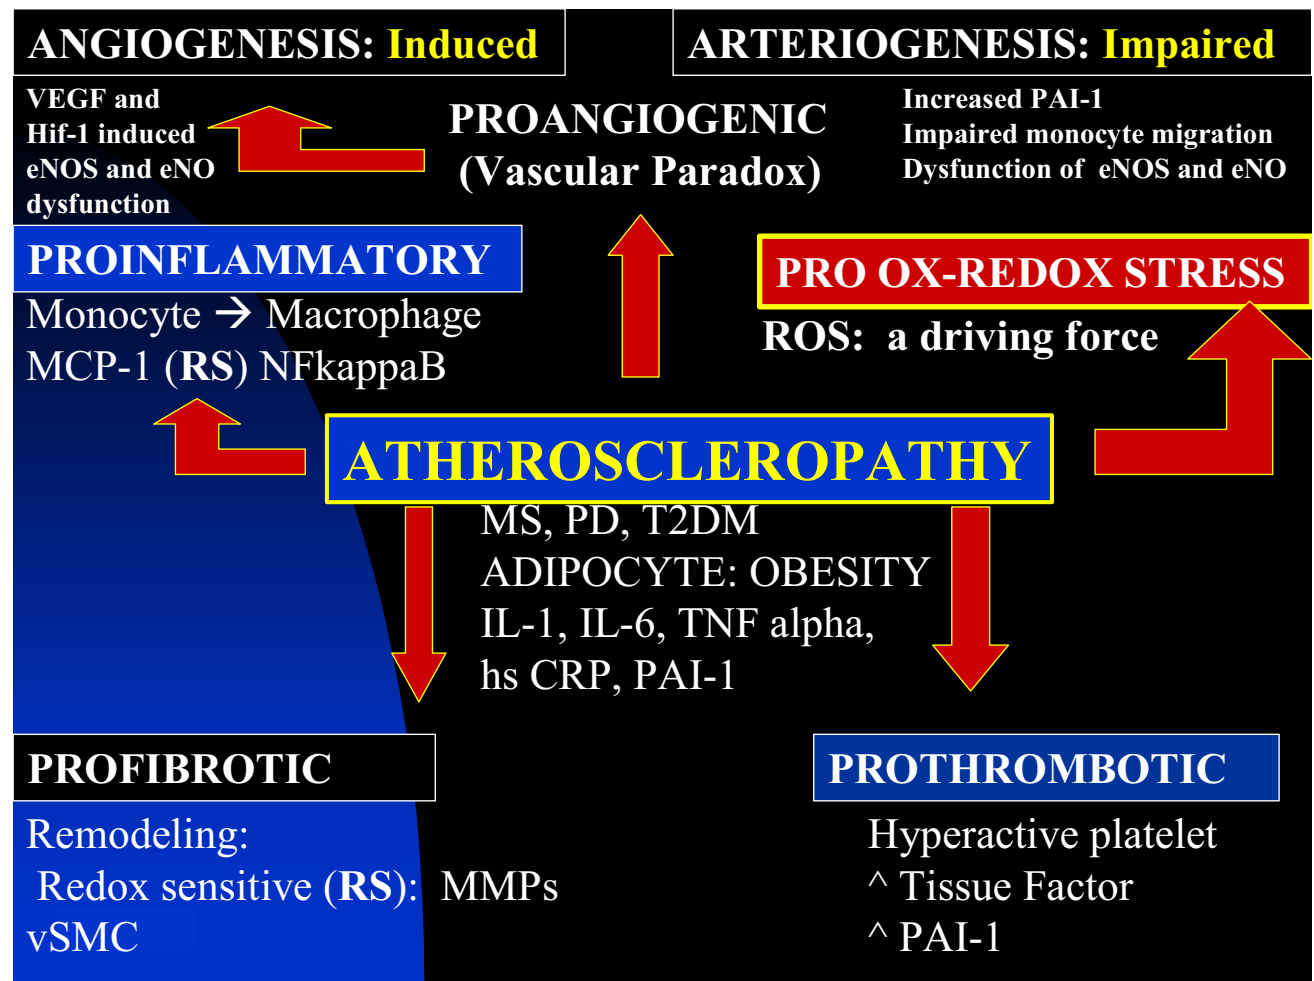 ANGIOGENESIS: Induced
VEGF and
Hif-1 induced
eNOS and eNO
dysfunction
PROANGIOGENIC
(Vascular Paradox)
ARTERIOGENESIS: Impaired
Increased PAI-1
Impaired monocyte migration
Dysfunction of eNOS and eNO
PROINFLAMMATORY
Monocyte → Macrophage
MCP-1 (RS) NFkappaB
PRO OX-REDOX STRESS
ROS: a driving force
ATHEROSCLEROPATHY
MS, PD, T2DM
ADIPOCYTE: OBESITY
IL-1, IL-6, TNF alpha,
hs CRP, PAI-1
PROFIBROTIC
Remodeling:
Redox sensitive (RS): MMPs
vSMC
PROTHROMBOTIC
Hyperactive platelet
^ Tissue Factor
^ PAI-1